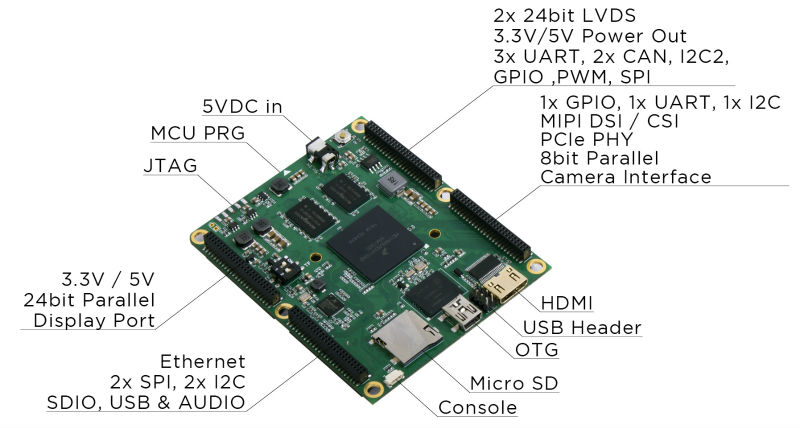 2x 24bit LVDS
3.3V/5V Power Out
3x UART, 2x CAN, I2C2,
GPIO ,PWM, SPI
1x GPIO, 1x UART, 1x I2C
MIPI DSI / CSI
PCIe PHY
8bit Parallel
Camera Interface
5VDC in
MCU PRG
JTAG
3.3V / 5V
24bit Parallel
Display Port
Ethernet
2x SPI, 2x I2C
SDIO, USB & AUDIO
HDMI
USB Header
OTG
Micro SD
Console